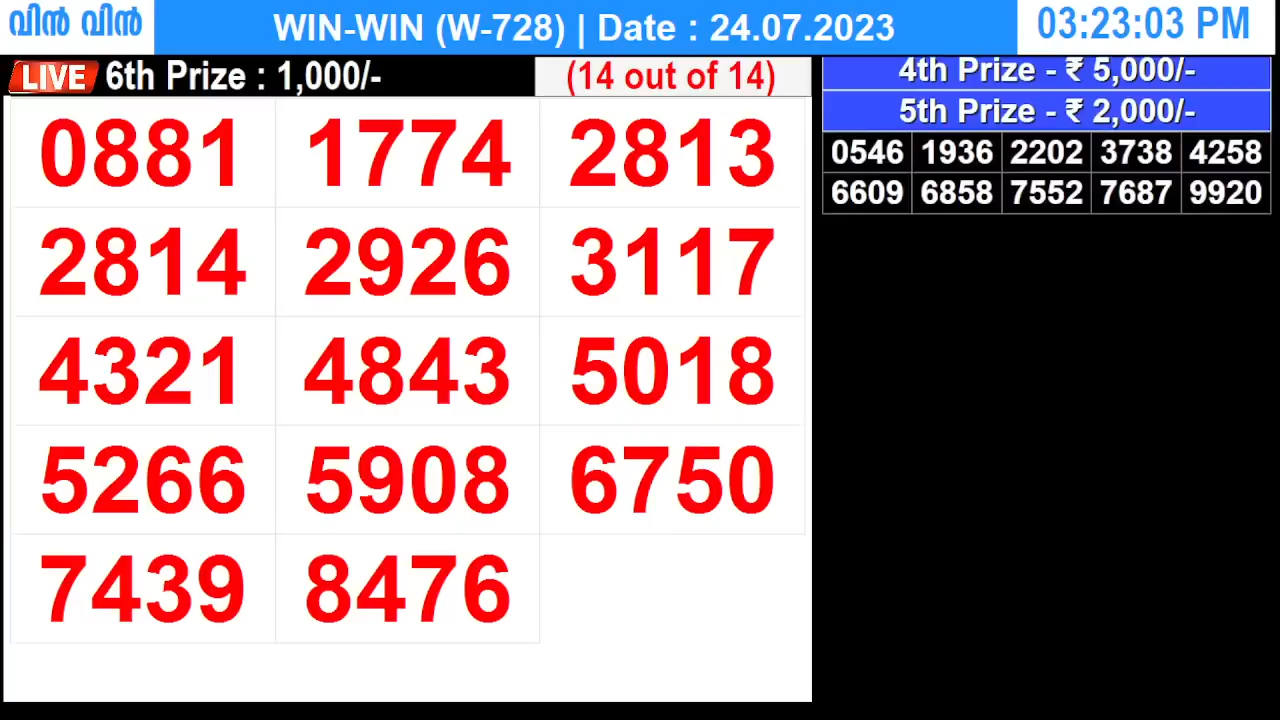 വിൻ വിൻ
WIN-WIN (W-728) | Date : 24.07.2023
03:23:03 PM
LIVE 6th Prize : 1,000/-
(14 out of 14)
0881 1774 2813
2814 2926 3117
4321 4843 5018
5266 5908 6750
7439 8476
4th Prize - ₹ 5,000/-
5th Prize - ₹ 2,000/-
0546 1936 2202 3738 4258
6609 6858 7552 7687 9920